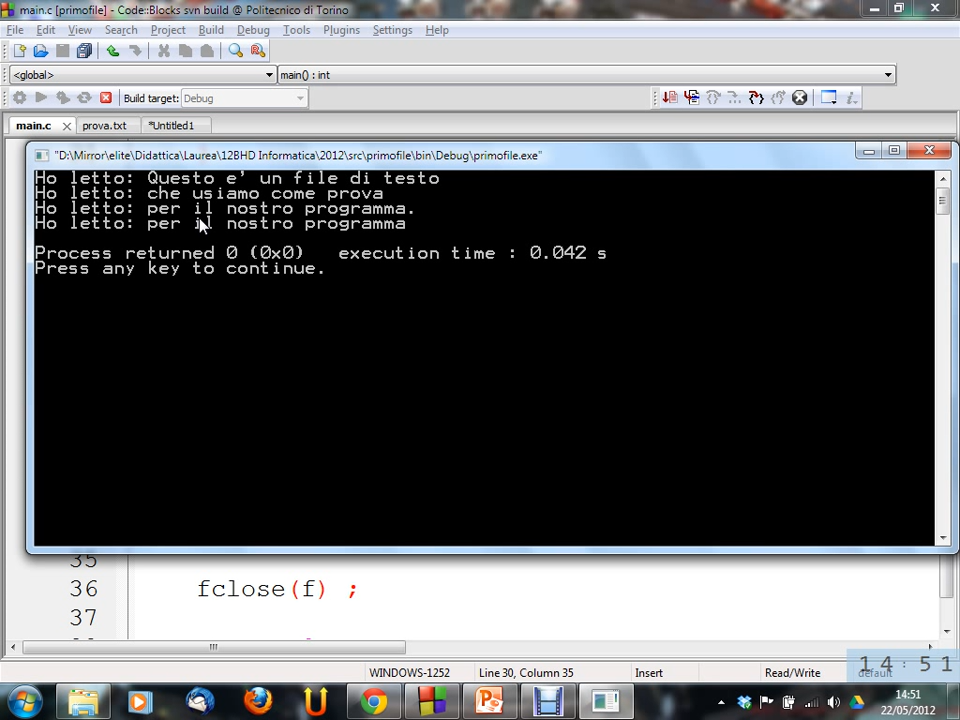 main.c [primofile] - Code::Blocks svn build @ Politecnico di Torino
File Edit View Search Project Build Debug Tools Plugins Settings Help
<global> main() : int
Build target: Debug
main.c prova.txt *Untitled1
"D:\Mirror\elite\Didattica\Laurea\12BHD Informatica\2012\src\primofile\bin\Debug\primofile.exe"
Ho letto: Questo e' un file di testo
Ho letto: che usiamo come prova
Ho letto: per il nostro programma.
Ho letto: per il nostro programma
Process returned 0 (0x0) execution time : 0.042 s
Press any key to continue.
35
36 fclose(f) ;
37
WINDOWS-1252 Line 30, Column 35 Insert Read/Write default
14:51
14:51
22/05/2012